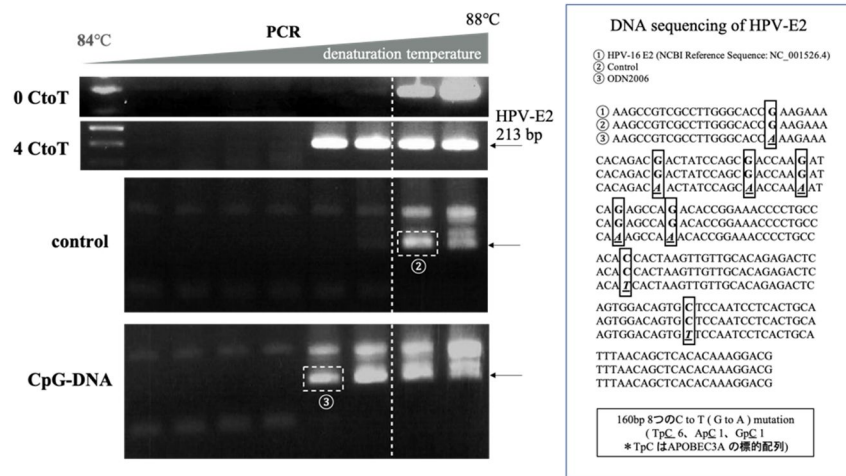 88℃
PCR
84℃
denaturation temperature
0 CtoT
4 CtoT
HPV-E2
213 bp
control
②
CpG-DNA
③
DNA sequencing of HPV-E2
① HPV-16 E2 (NCBI Reference Sequence: NC_001526.4)
② Control
③ ODN2006
① AAGCCGTCGCCTTGGGCACCGAAGAAA
② AAGCCGTCGCCTTGGGCACCGAAGAAA
③ AAGCCGTCGCCTTGGGCACCAAAGAAA
CACAGACGACTATCCAGCGACCAAGAT
CACAGACGACTATCCAGCGACCAAGAT
CACAGACAACTATCCAGCAACCAAAAT
CAGAGCCAGACACCGGAAACCCCTGCC
CAGAGCCAGACACCGGAAACCCCTGCC
CAAAGCCAAACACCGGAAACCCCTGCC
ACACCACTAAGTTGTTGCACAGAGACTC
ACACCACTAAGTTGTTGCACAGAGACTC
ACATCACTAAGTTGTTGCACAGAGACTC
AGTGGACAGTGCTCCAATCCTCACTGCA
AGTGGACAGTGCTCCAATCCTCACTGCA
AGTGGACAGTGTTCCAATCCTCACTGCA
TTTAACAGCTCACACAAAGGACG
TTTAACAGCTCACACAAAGGACG
TTTAACAGCTCACACAAAGGACG
160bp 8つのC to T ( G to A ) mutation
( TpC 6、ApC 1、GpC 1
＊TpC はAPOBEC3A の標的配列)